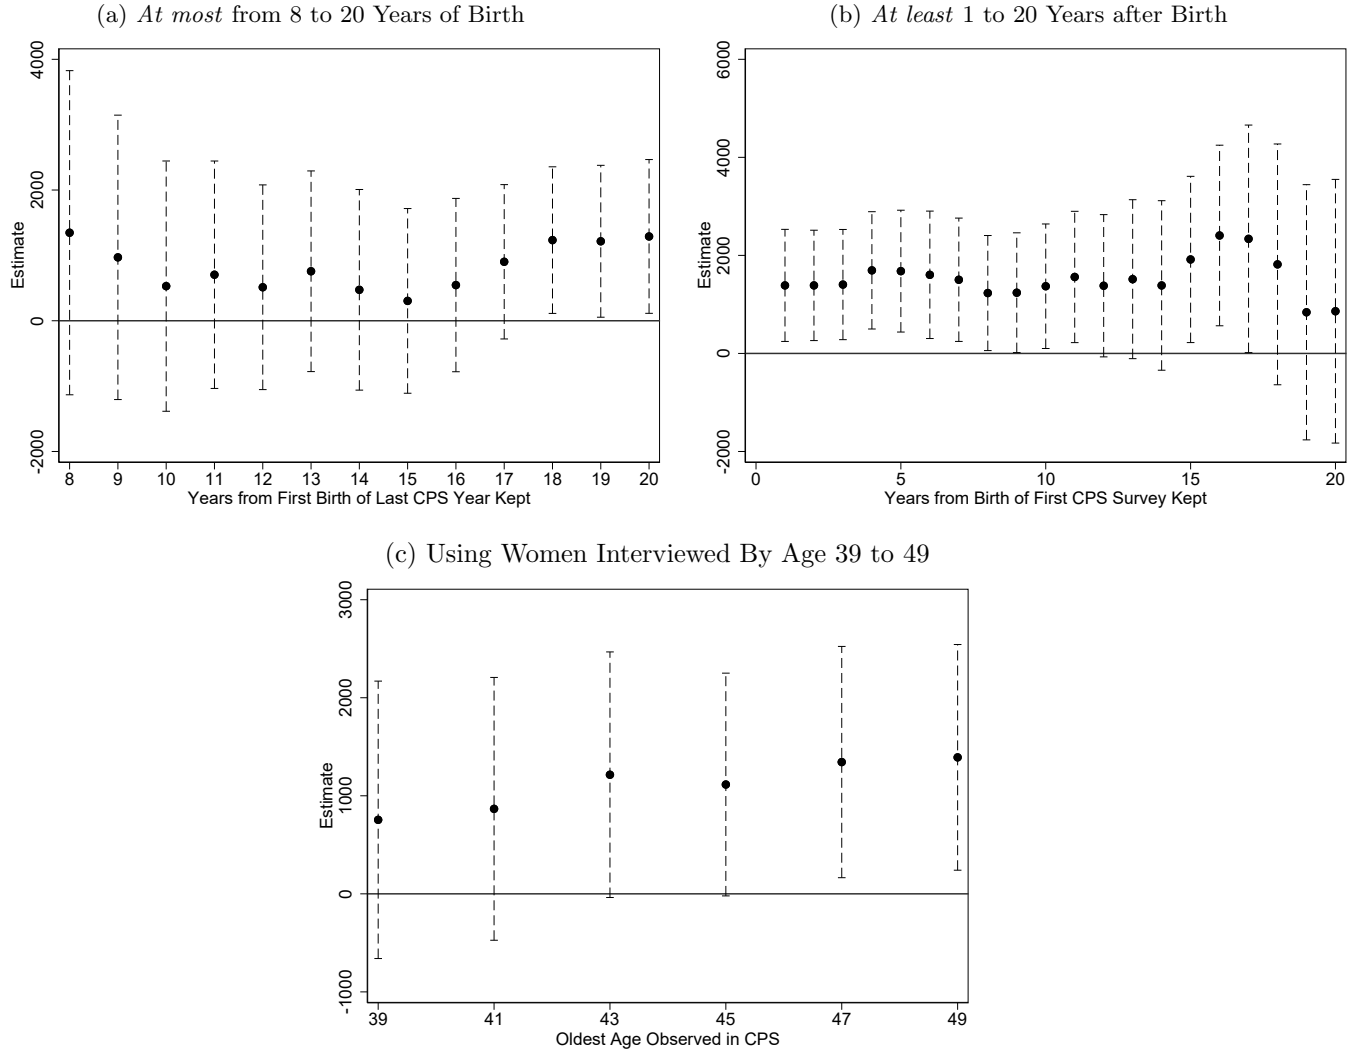 (a) At most from 8 to 20 Years of Birth
4000
2000
0
-2000
Estimate
8 9 10 11 12 13 14 15 16 17 18 19 20
Years from First Birth of Last CPS Year Kept
(b) At least 1 to 20 Years after Birth
6000
4000
2000
0
-2000
Estimate
0 5 10 15 20
Years from Birth of First CPS Survey Kept
(c) Using Women Interviewed By Age 39 to 49
3000
2000
1000
0
-1000
Estimate
39 41 43 45 47 49
Oldest Age Observed in CPS